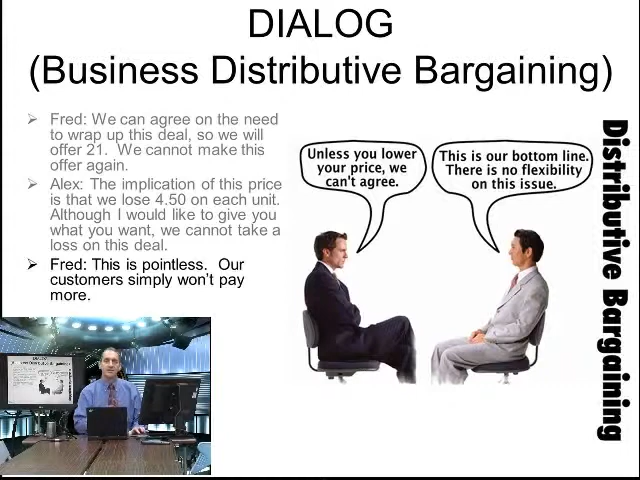 DIALOG
(Business Distributive Bargaining)
➢ Fred: We can agree on the need
to wrap up this deal, so we will
offer 21.  We cannot make this
offer again.
➢ Alex: The implication of this price
is that we lose 4.50 on each unit.
Although I would like to give you
what you want, we cannot take a
loss on this deal.
➢ Fred: This is pointless.  Our
customers simply won't pay
more.
Unless you lower
your price, we
can't agree.
This is our bottom line.
There is no flexibility
on this issue.
Distributive Bargaining